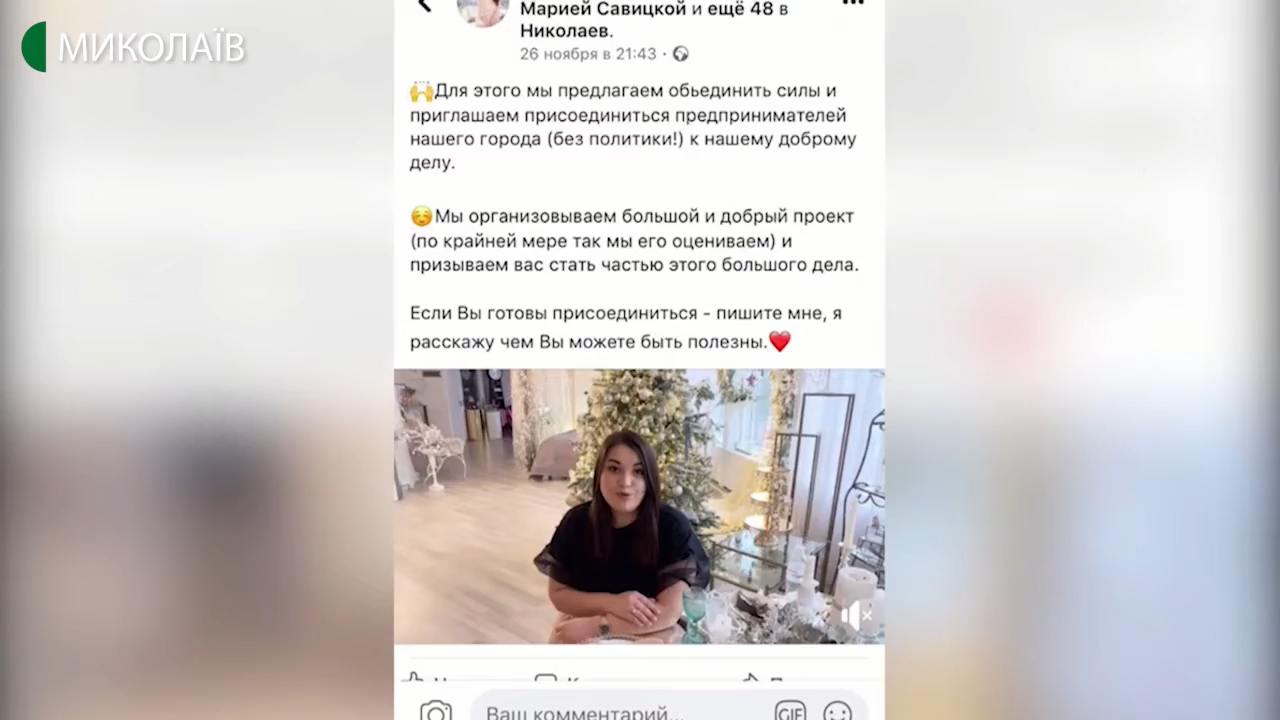 МИКОЛАЇВ
Марией Савицкой и ещё 48 в
Николаев.
26 ноября в 21:43 ·
Для этого мы предлагаем обьединить силы и
приглашаем присоединиться предпринимателей
нашего города (без политики!) к нашему доброму
делу.
Мы организовываем большой и добрый проект
(по крайней мере так мы его оцениваем) и
призываем вас стать частью этого большого дела.
Если Вы готовы присоединиться - пишите мне, я
расскажу чем Вы можете быть полезны.
Ваш комментарий...
GIF